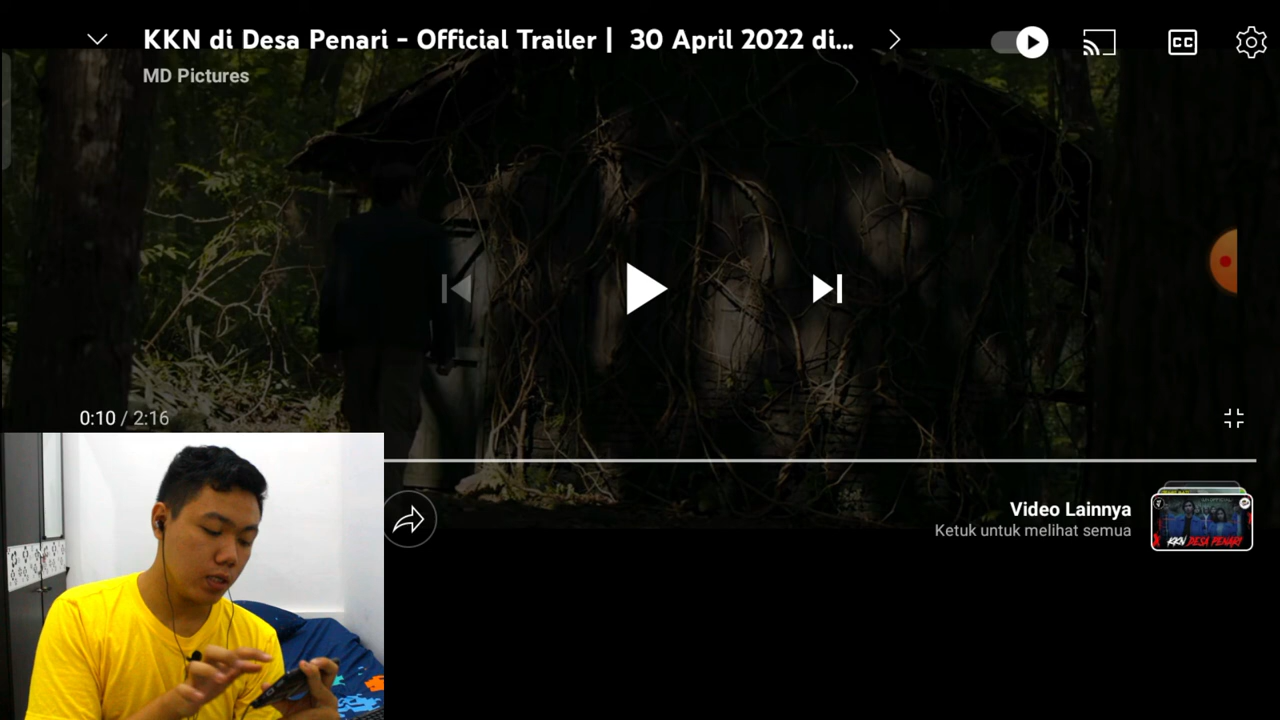 KKN di Desa Penari - Official Trailer | 30 April 2022 di...
MD Pictures
CC
0:10 / 2:16
Video Lainnya
Ketuk untuk melihat semua
KKN DESA PENARI